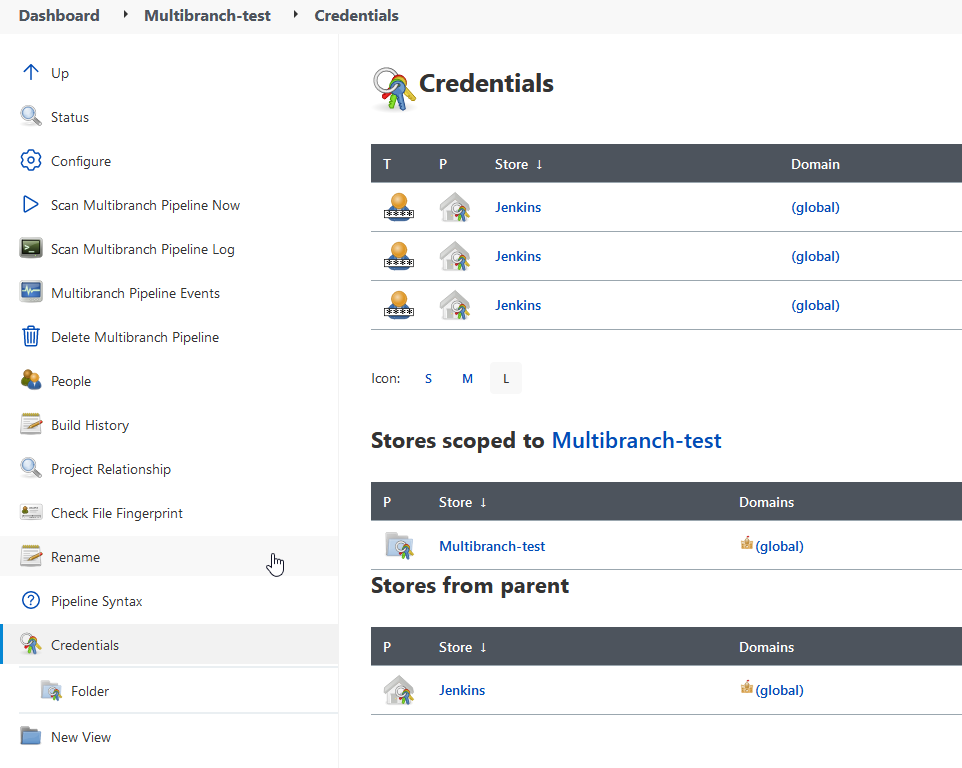 Dashboard Multibranch-test Credentials
Up
Status
Configure
Scan Multibranch Pipeline Now
Scan Multibranch Pipeline Log
Multibranch Pipeline Events
Delete Multibranch Pipeline
People
Build History
Project Relationship
Check File Fingerprint
Rename
Pipeline Syntax
Credentials
Folder
New View
Credentials
T P Store ↓ Domain
Jenkins (global)
Jenkins (global)
Jenkins (global)
Icon: S M L
Stores scoped to Multibranch-test
P Store ↓ Domains
Multibranch-test (global)
Stores from parent
P Store ↓ Domains
Jenkins (global)